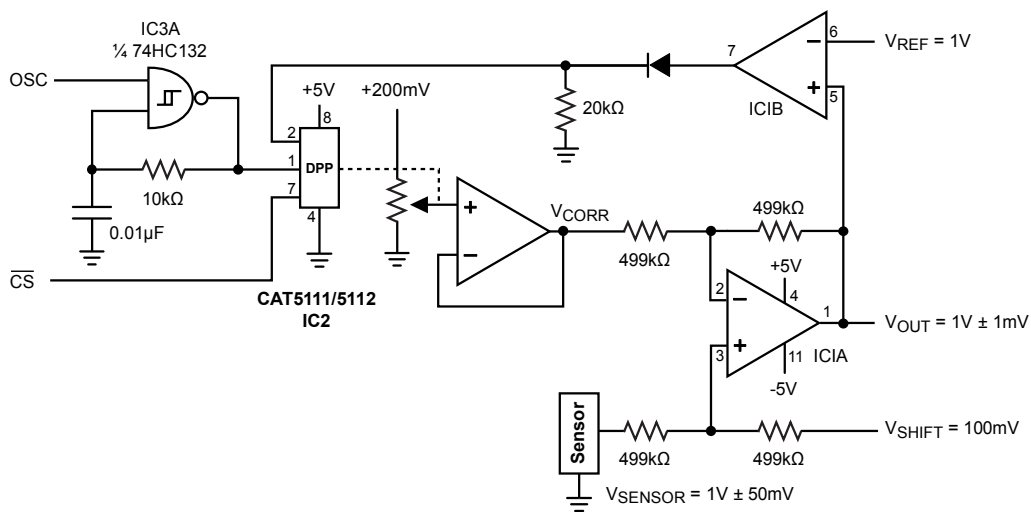 IC3A
¼ 74HC132
OSC
10kΩ
0.01µF
CS
+5V
8
2
1
7
4
DPP
CAT5111/5112
IC2
+200mV
+
−
VCORR
20kΩ
7
6
5
−
+
ICIB
VREF = 1V
499kΩ
499kΩ
+5V
4
2
−
3
+
1
11
-5V
ICIA
VOUT = 1V ± 1mV
Sensor
499kΩ
499kΩ
VSHIFT = 100mV
VSENSOR = 1V ± 50mV